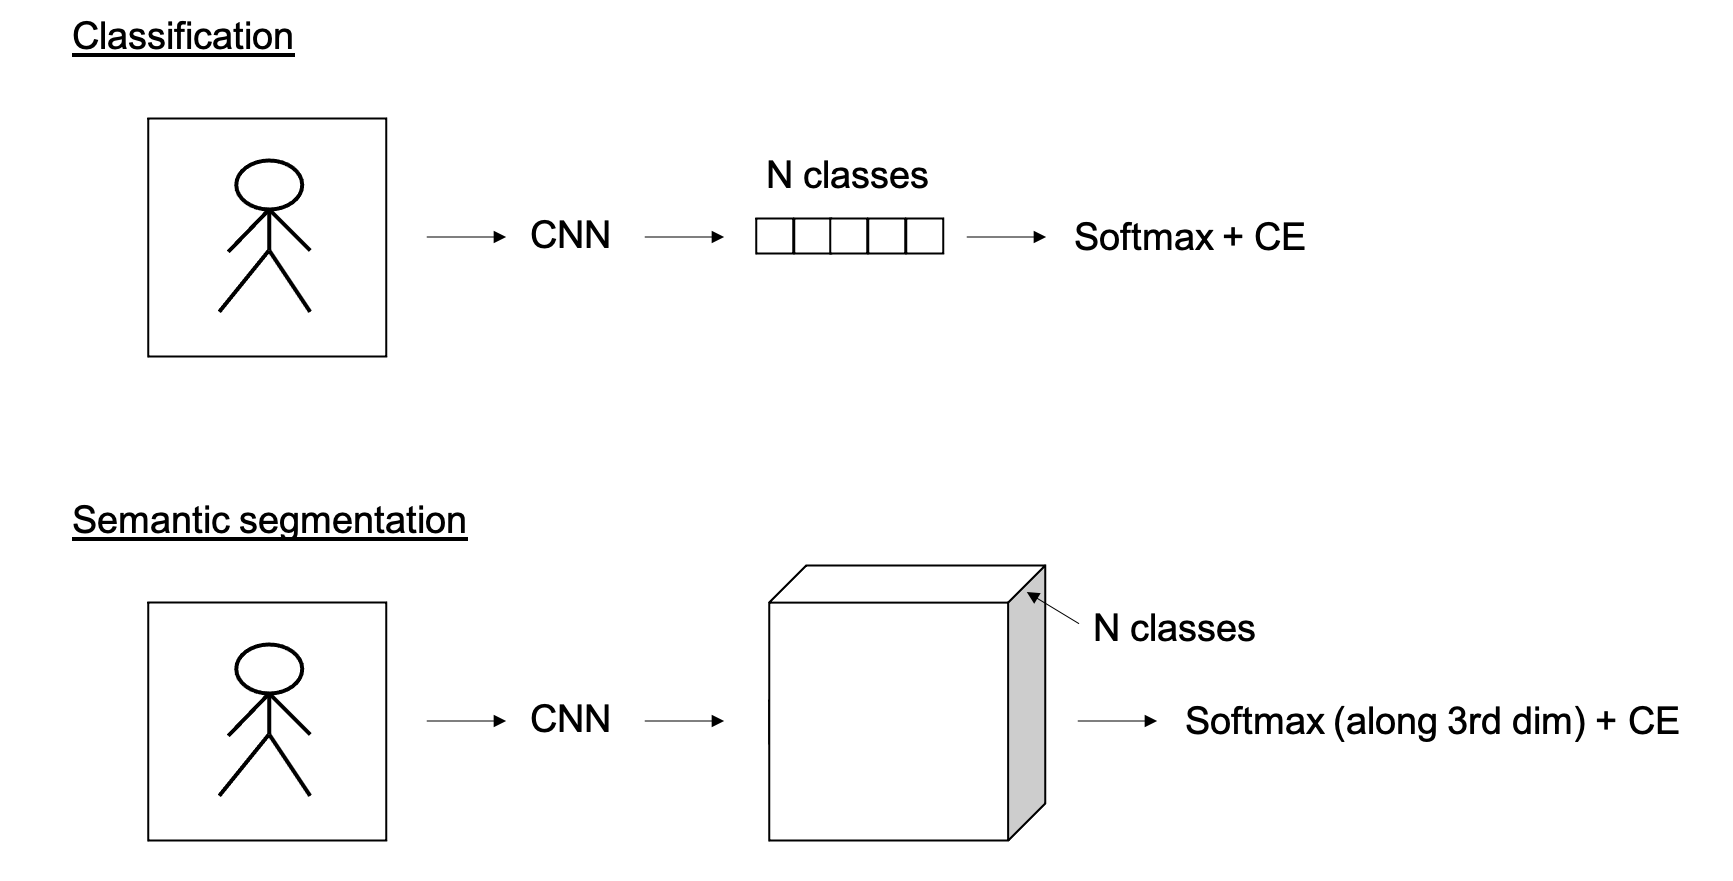 Classification
N classes
CNN
Softmax + CE
Semantic segmentation
N classes
CNN
Softmax (along 3rd dim) + CE